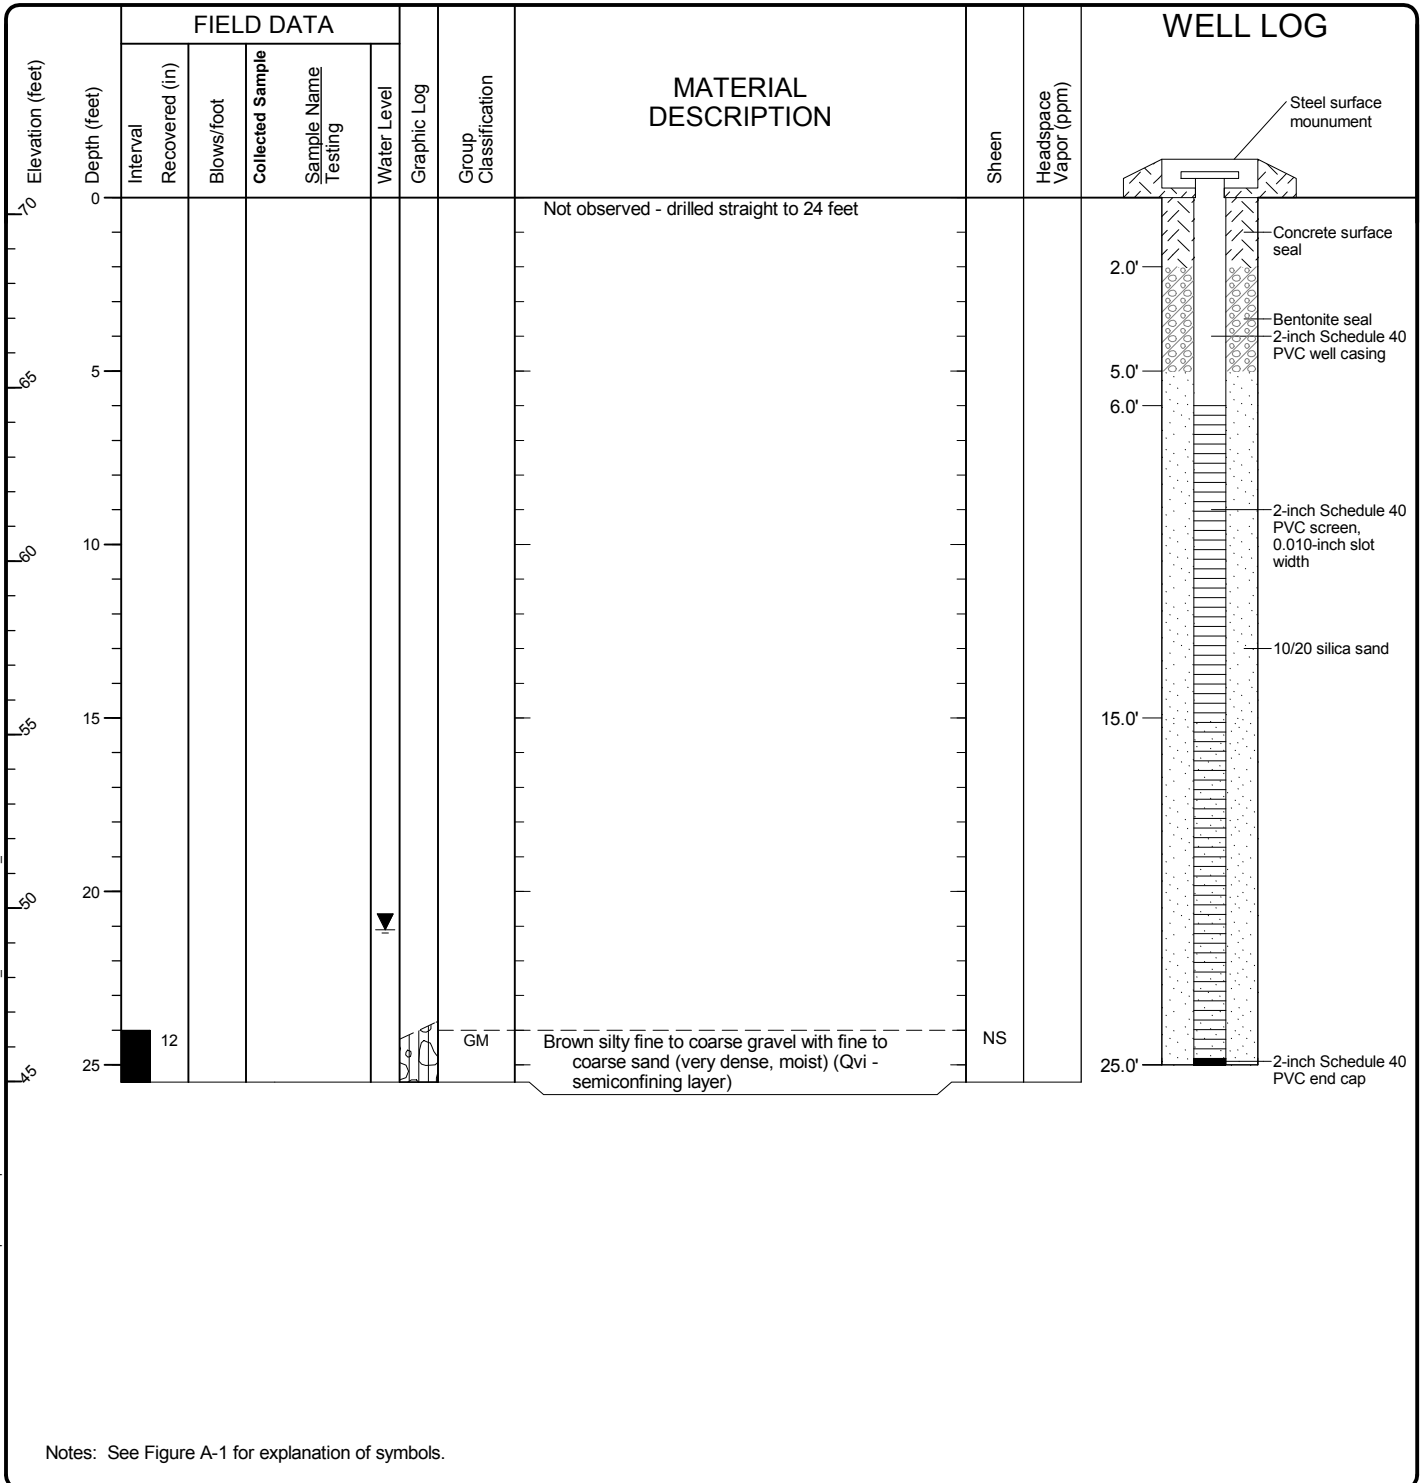 FIELD DATA
WELL LOG
Elevation (feet)
Depth (feet)
Interval
Recovered (in)
Blows/foot
Collected Sample
Sample Name
Testing
Water Level
Graphic Log
Group
Classification
MATERIAL
DESCRIPTION
Sheen
Headspace
Vapor (ppm)
Steel surface
mounument
70
0
Not observed - drilled straight to 24 feet
Concrete surface
seal
2.0'
Bentonite seal
2-inch Schedule 40
PVC well casing
65
5
5.0'
6.0'
2-inch Schedule 40
PVC screen,
0.010-inch slot
width
60
10
10/20 silica sand
55
15
15.0'
50
20
12
GM
Brown silty fine to coarse gravel with fine to
coarse sand (very dense, moist) (Qvi -
semiconfining layer)
NS
45
25
25.0'
2-inch Schedule 40
PVC end cap
Notes: See Figure A-1 for explanation of symbols.